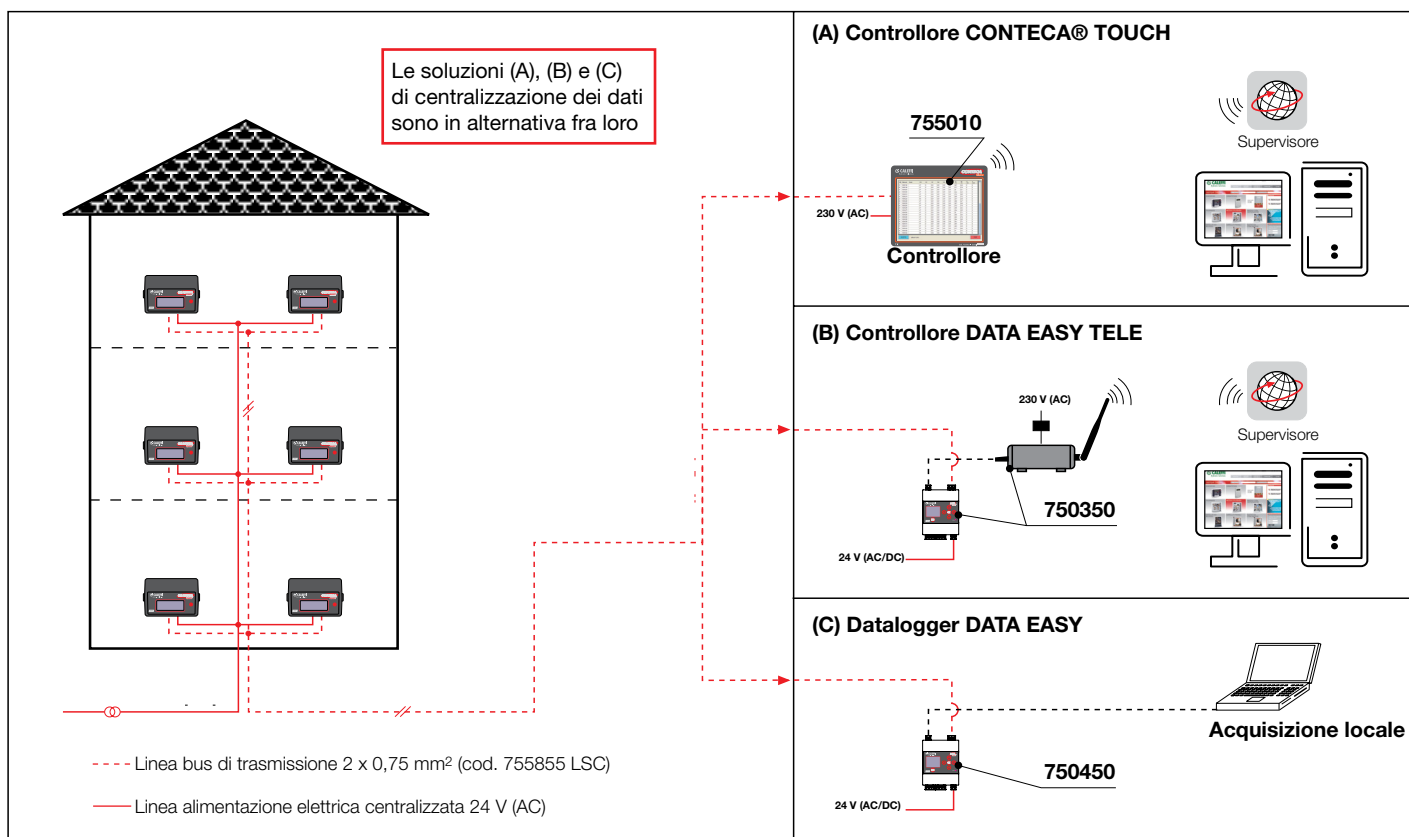 Le soluzioni (A), (B) e (C)
di centralizzazione dei dati
sono in alternativa fra loro
Linea bus di trasmissione 2 x 0,75 mm² (cod. 755855 LSC)
Linea alimentazione elettrica centralizzata 24 V (AC)
(A) Controllore CONTECA® TOUCH
755010
230 V (AC)
CALEFFI
Controllore
Supervisore
(B) Controllore DATA EASY TELE
230 V (AC)
750350
24 V (AC/DC)
Supervisore
(C) Datalogger DATA EASY
Acquisizione locale
750450
24 V (AC/DC)